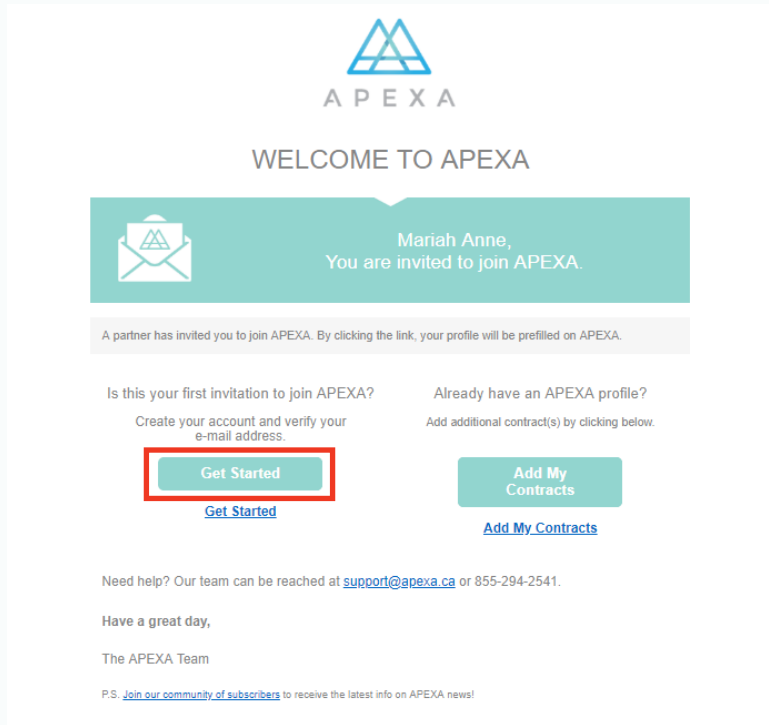 APEXA
WELCOME TO APEXA
Mariah Anne,
You are invited to join APEXA.
A partner has invited you to join APEXA. By clicking the link, your profile will be prefilled on APEXA.
Is this your first invitation to join APEXA?
Create your account and verify your
e-mail address.
Get Started
Get Started
Already have an APEXA profile?
Add additional contract(s) by clicking below.
Add My
Contracts
Add My Contracts
Need help? Our team can be reached at support@apexa.ca or 855-294-2541.
Have a great day,
The APEXA Team
P.S. Join our community of subscribers to receive the latest info on APEXA news!